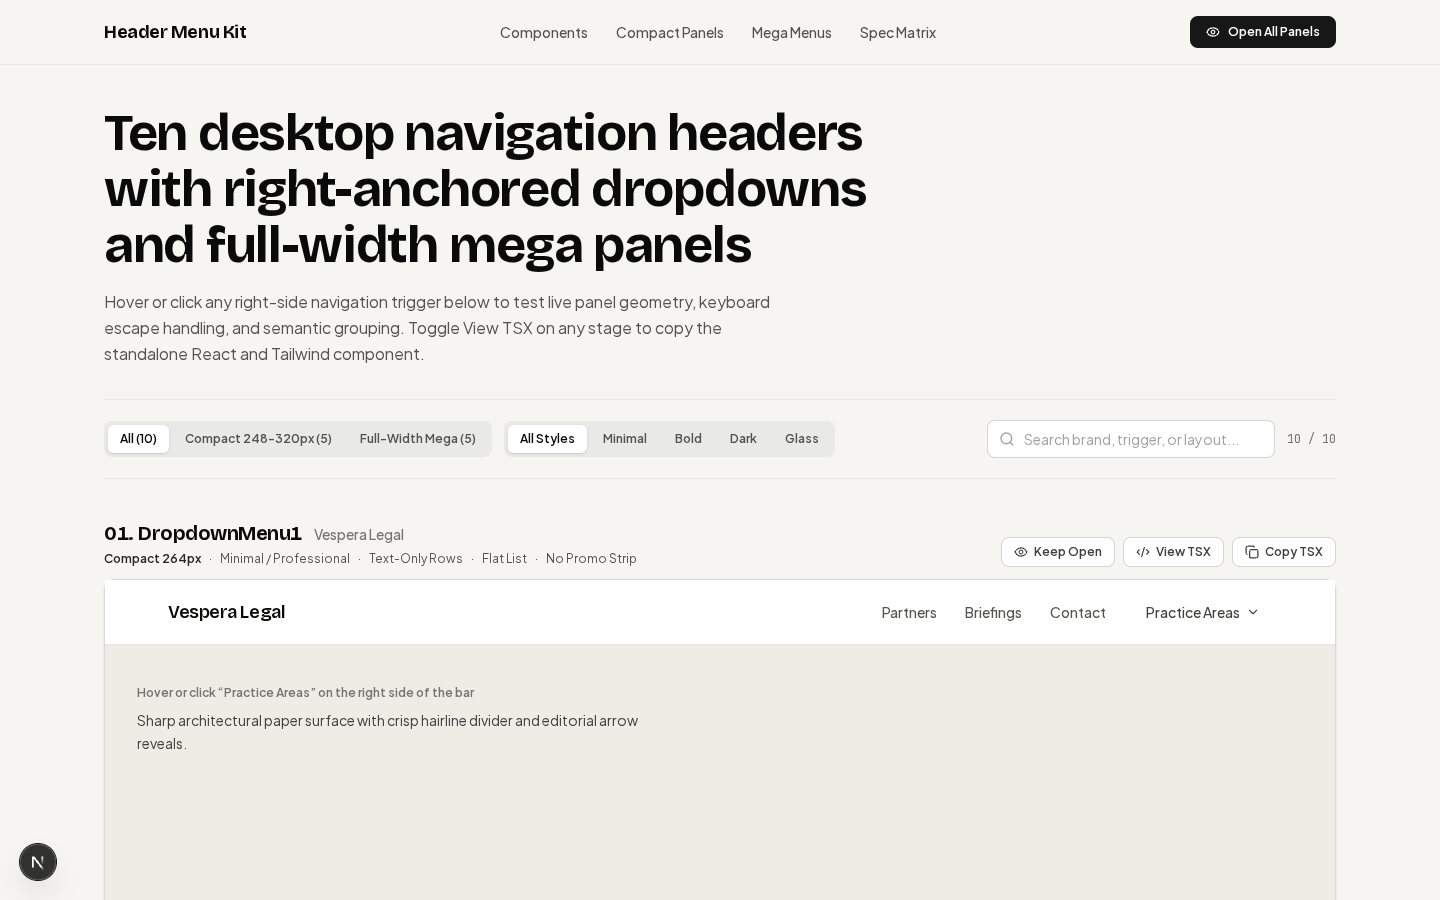 Header Menu Kit
Components
Compact Panels
Mega Menus
Spec Matrix
Open All Panels
Ten desktop navigation headers
with right-anchored dropdowns
and full-width mega panels
Hover or click any right-side navigation trigger below to test live panel geometry, keyboard
escape handling, and semantic grouping. Toggle View TSX on any stage to copy the
standalone React and Tailwind component.
All (10)
Compact 248-320px (5)
Full-Width Mega (5)
All Styles
Minimal
Bold
Dark
Glass
Search brand, trigger, or layout...
10 / 10
01. DropdownMenu1 Vespera Legal
Compact 264px · Minimal / Professional · Text-Only Rows · Flat List · No Promo Strip
Keep Open
View TSX
Copy TSX
Vespera Legal
Partners
Briefings
Contact
Practice Areas
Hover or click “Practice Areas” on the right side of the bar
Sharp architectural paper surface with crisp hairline divider and editorial arrow
reveals.
N